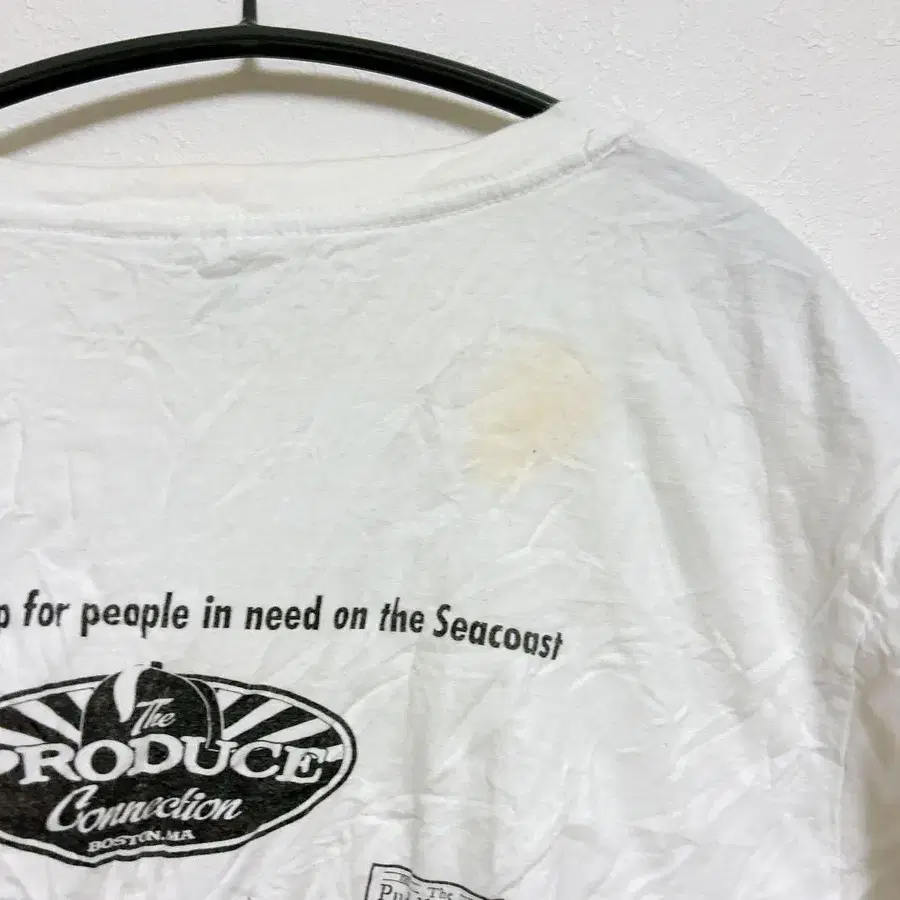 for people in need on the Seacoast
The
PRODUCE
Connection
BOSTON, MA
The